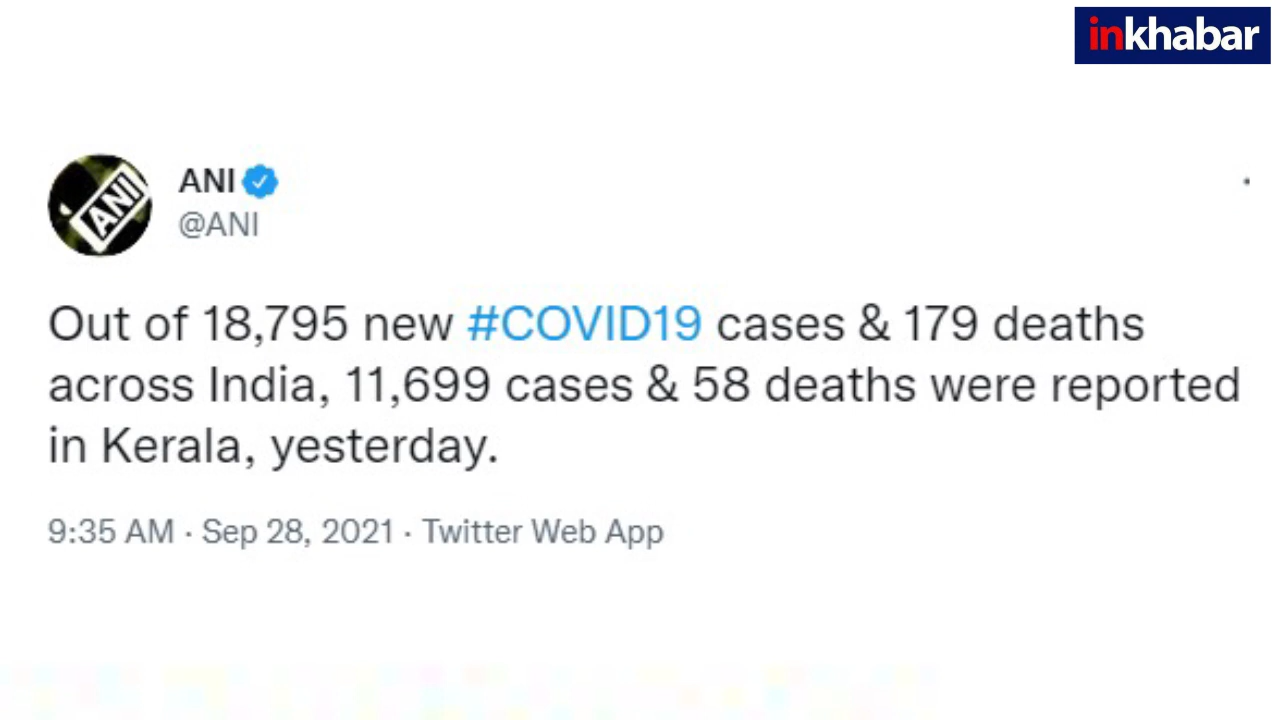 inkhabar
ANI
ANI
@ANI
Out of 18,795 new #COVID19 cases & 179 deaths
across India, 11,699 cases & 58 deaths were reported
in Kerala, yesterday.
9:35 AM · Sep 28, 2021 · Twitter Web App